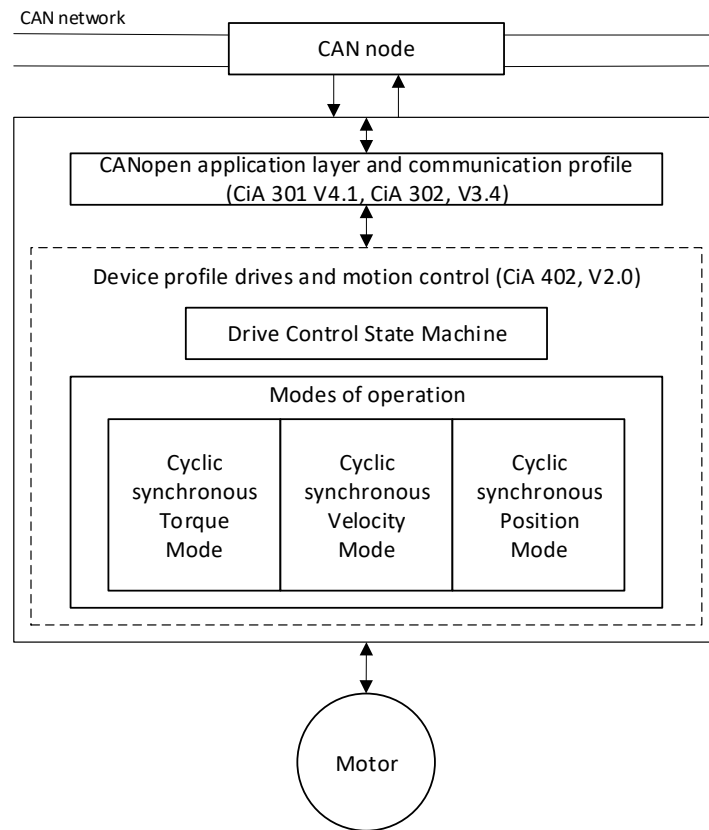 CAN network
CAN node
CANopen application layer and communication profile
(CiA 301 V4.1, CiA 302, V3.4)
Device profile drives and motion control (CiA 402, V2.0)
Drive Control State Machine
Modes of operation
Cyclic
synchronous
Torque
Mode
Cyclic
synchronous
Velocity
Mode
Cyclic
synchronous
Position
Mode
Motor